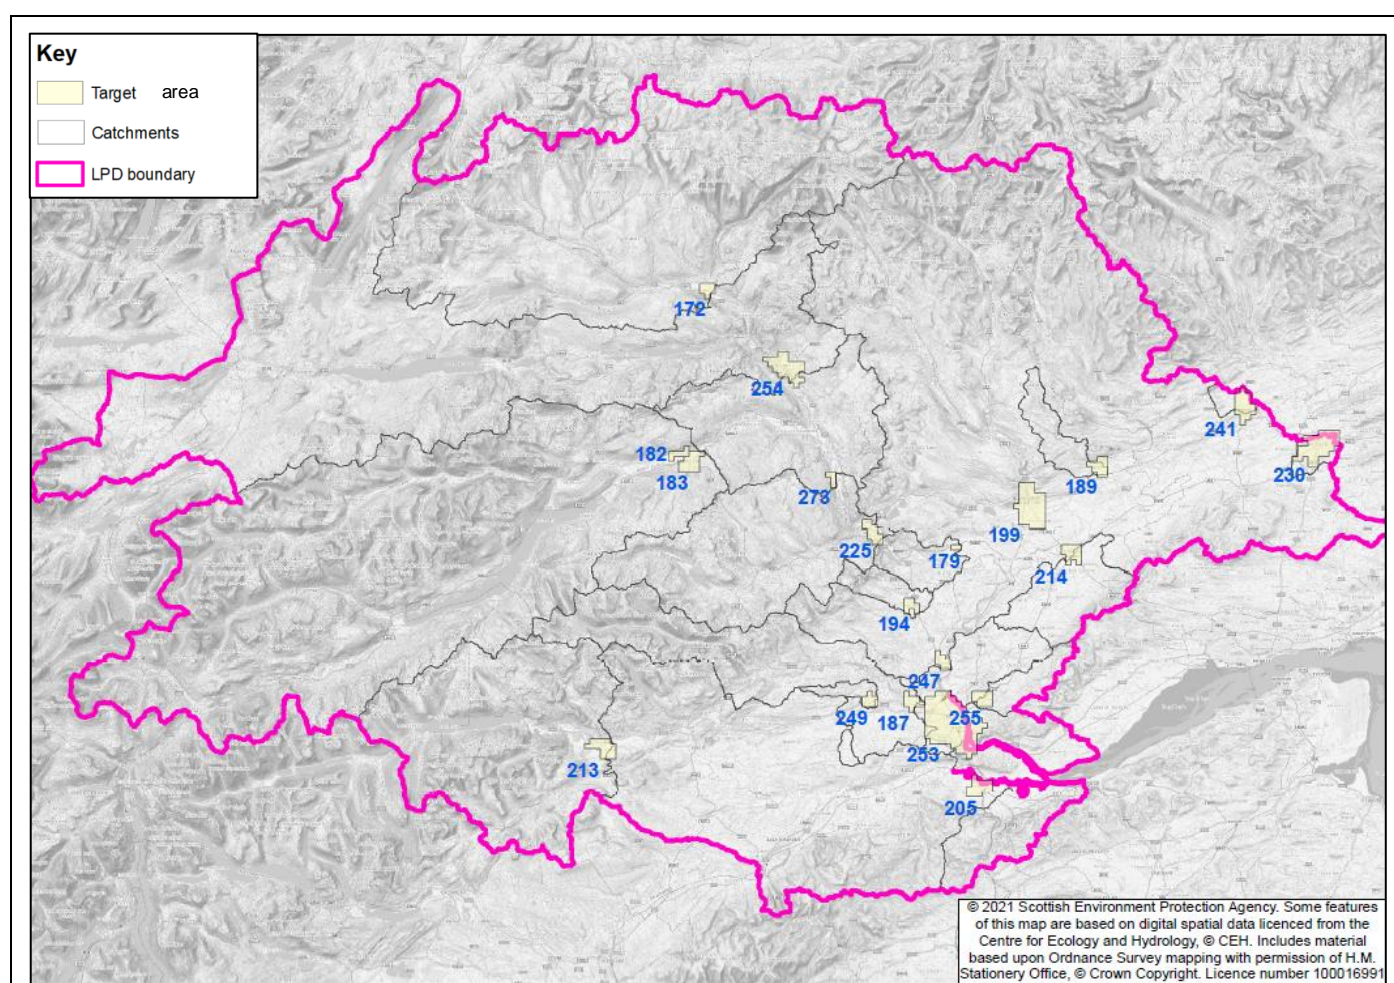 Key
Target area
Catchments
LPD boundary
172
254
182
183
273
241
230
189
199
225
179
214
194
247
249
187
255
253
213
205
© 2021 Scottish Environment Protection Agency. Some features
of this map are based on digital spatial data licenced from the
Centre for Ecology and Hydrology, © CEH. Includes material
based upon Ordnance Survey mapping with permission of H.M.
Stationery Office, © Crown Copyright. Licence number 100016991